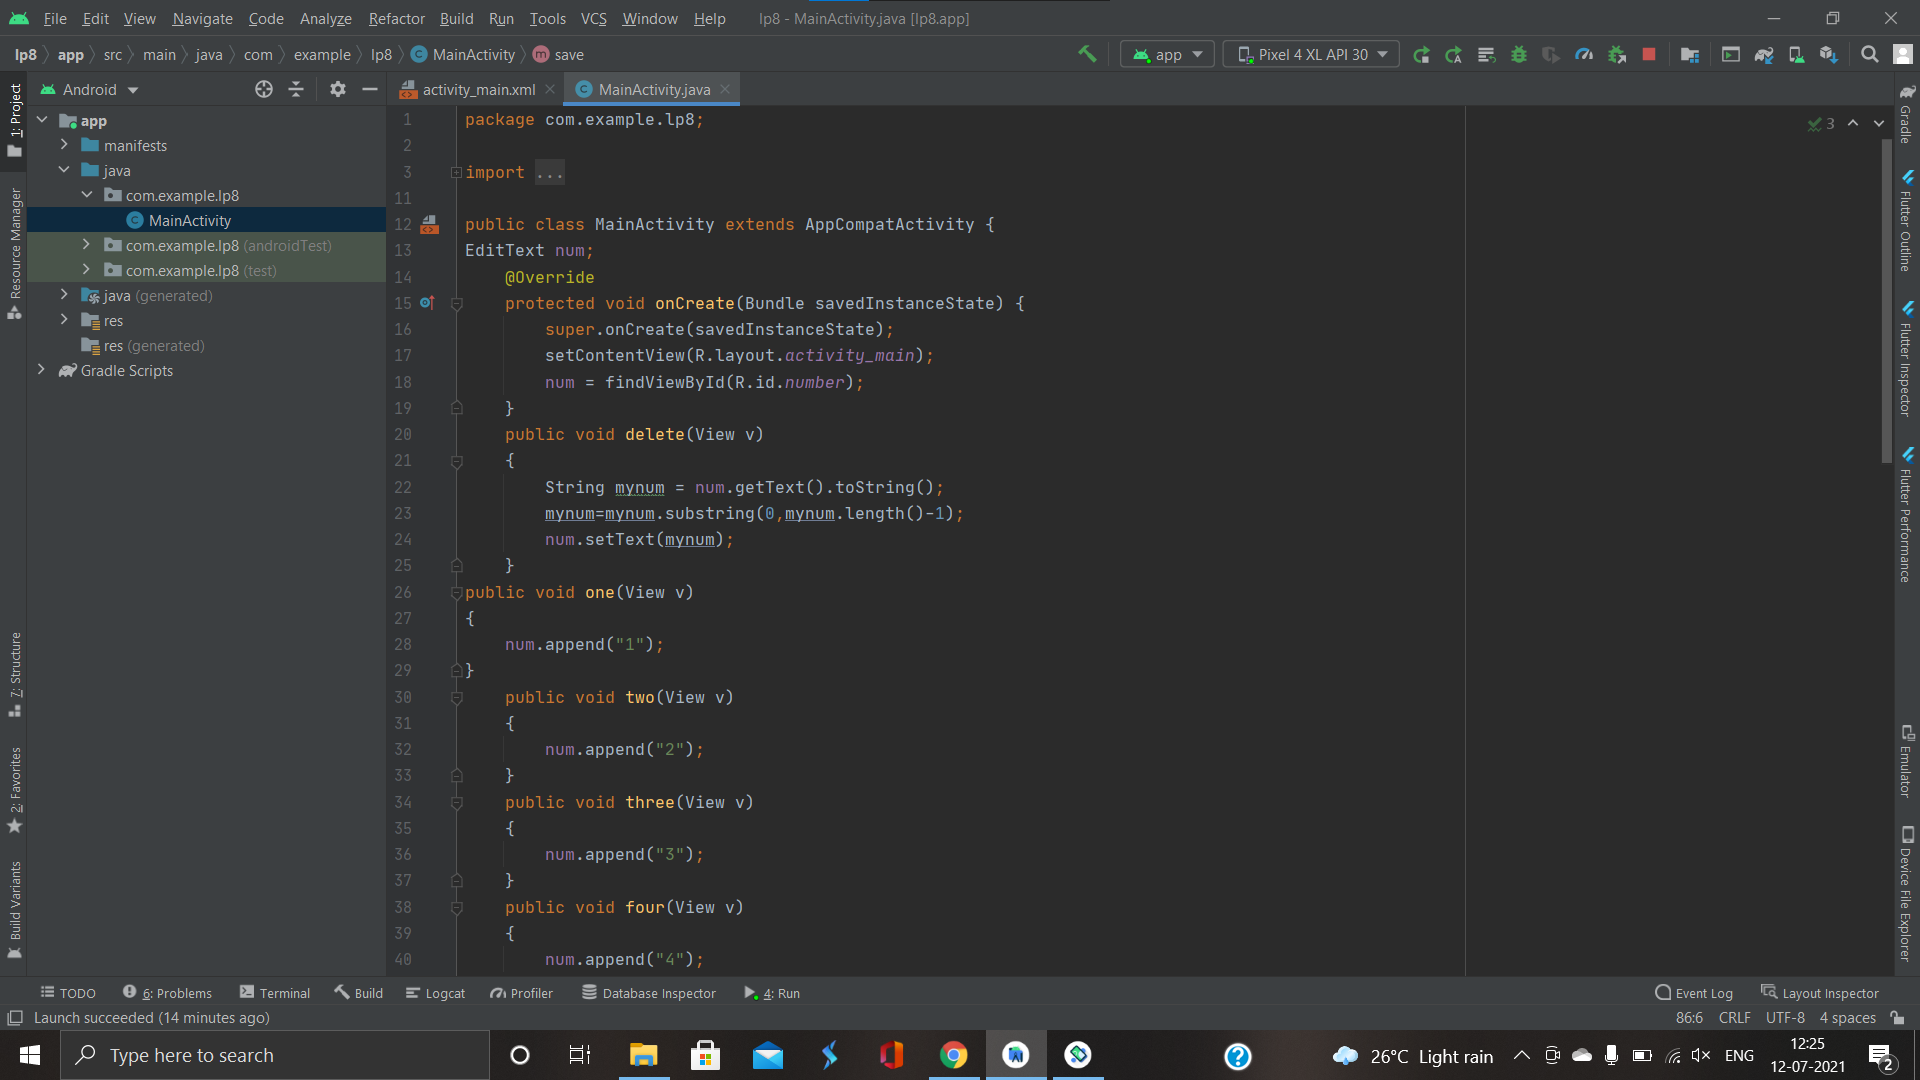 File Edit View Navigate Code Analyze Refactor Build Run Tools VCS Window Help lp8 - MainActivity.java [lp8.app]
lp8 app src main java com example lp8 MainActivity save app Pixel 4 XL API 30
Android
activity_main.xml MainActivity.java
app
manifests
java
com.example.lp8
MainActivity
com.example.lp8 (androidTest)
com.example.lp8 (test)
java (generated)
res
res (generated)
Gradle Scripts
1: Project
Resource Manager
7: Structure
2: Favorites
Build Variants
1 package com.example.lp8;
2
3 import ...
11
12 public class MainActivity extends AppCompatActivity {
13 EditText num;
14 @Override
15 protected void onCreate(Bundle savedInstanceState) {
16 super.onCreate(savedInstanceState);
17 setContentView(R.layout.activity_main);
18 num = findViewById(R.id.number);
19 }
20 public void delete(View v)
21 {
22 String mynum = num.getText().toString();
23 mynum=mynum.substring(0,mynum.length()-1);
24 num.setText(mynum);
25 }
26 public void one(View v)
27 {
28 num.append("1");
29 }
30 public void two(View v)
31 {
32 num.append("2");
33 }
34 public void three(View v)
35 {
36 num.append("3");
37 }
38 public void four(View v)
39 {
40 num.append("4");
3
Gradle
Flutter Outline
Flutter Inspector
Flutter Performance
Emulator
Device File Explorer
TODO 6: Problems Terminal Build Logcat Profiler Database Inspector 4: Run Event Log Layout Inspector
Launch succeeded (14 minutes ago) 86:6 CRLF UTF-8 4 spaces
Type here to search 26°C Light rain ENG 12:25
12-07-2021 2